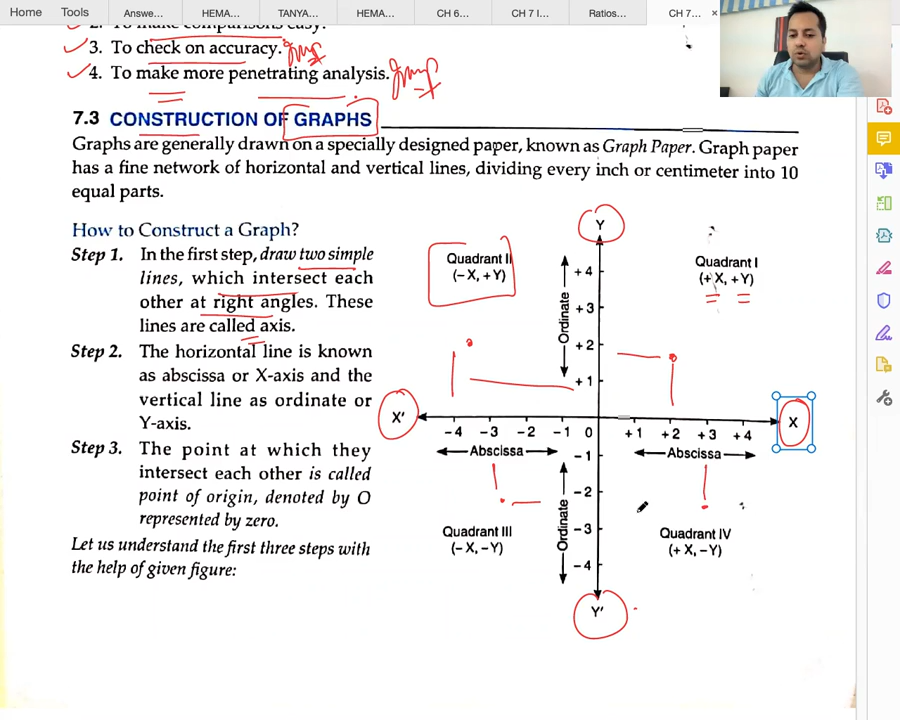 Home Tools Answe... HEMA... TANYA... HEMA... CH 6... CH 7 I... Ratios... CH 7... ×
2. To make comparisons easy.
3. To check on accuracy.
4. To make more penetrating analysis.
7.3 CONSTRUCTION OF GRAPHS
Graphs are generally drawn on a specially designed paper, known as Graph Paper. Graph paper
has a fine network of horizontal and vertical lines, dividing every inch or centimeter into 10
equal parts.
How to Construct a Graph?
Step 1. In the first step, draw two simple
lines, which intersect each
other at right angles. These
lines are called axis.
Step 2. The horizontal line is known
as abscissa or X-axis and the
vertical line as ordinate or
Y-axis.
Step 3. The point at which they
intersect each other is called
point of origin, denoted by O
represented by zero.
Let us understand the first three steps with
the help of given figure:
Y
Quadrant II
(−X, +Y)
Quadrant I
(+X, +Y)
+4
+3
+2
+1
Ordinate
X'
X
−4 −3 −2 −1 0 +1 +2 +3 +4
Abscissa
Abscissa
−1
−2
−3
−4
Ordinate
Quadrant III
(−X, −Y)
Quadrant IV
(+X, −Y)
Y'